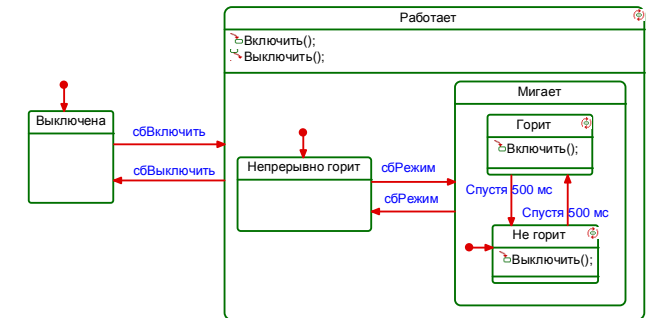 Работает
Включить();
Выключить();
Мигает
Выключена
Горит
сбВключить
Включить();
Непрерывно горит
сбРежим
сбВыключить
Спустя 500 мс
сбРежим
Спустя 500 мс
Не горит
Выключить();